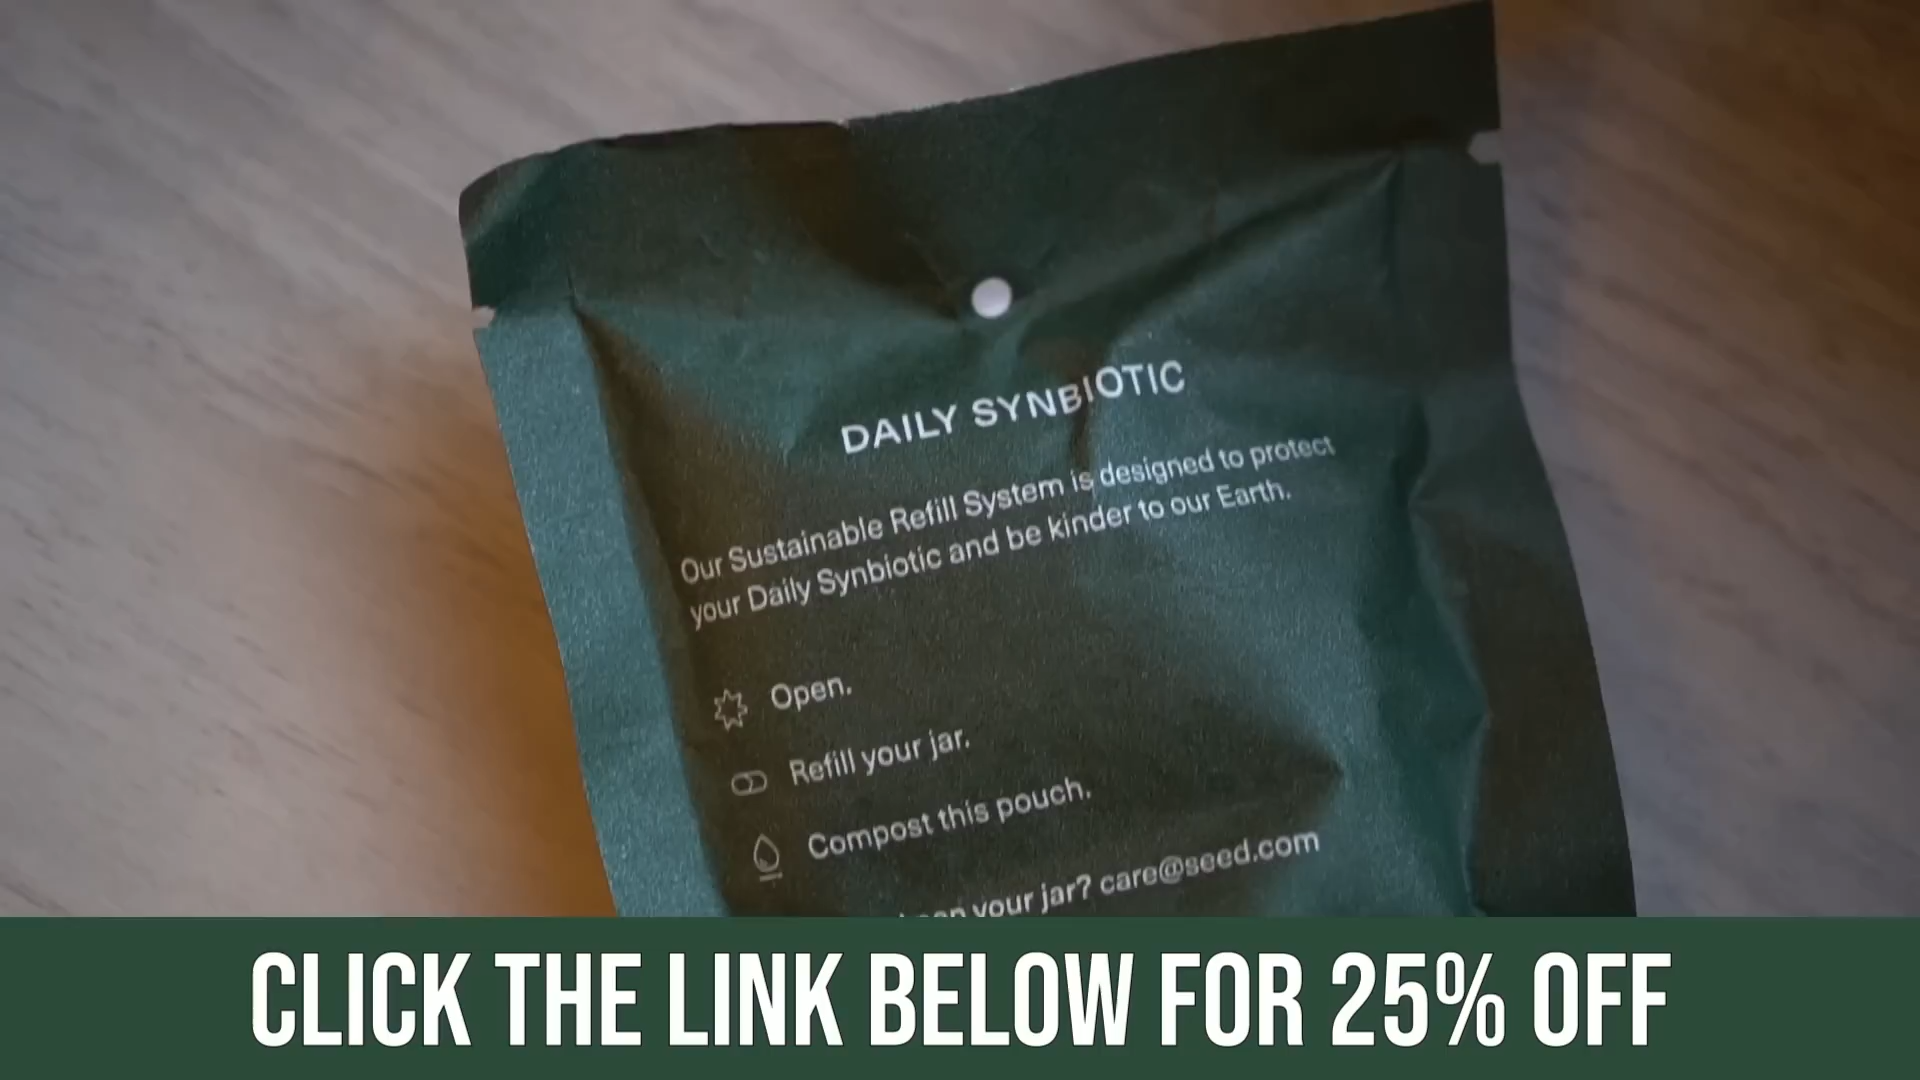 DAILY SYNBIOTIC
Our Sustainable Refill System is designed to protect
your Daily Synbiotic and be kinder to our Earth.
Open.
Refill your jar.
Compost this pouch.
your jar? care@seed.com
CLICK THE LINK BELOW FOR 25% OFF